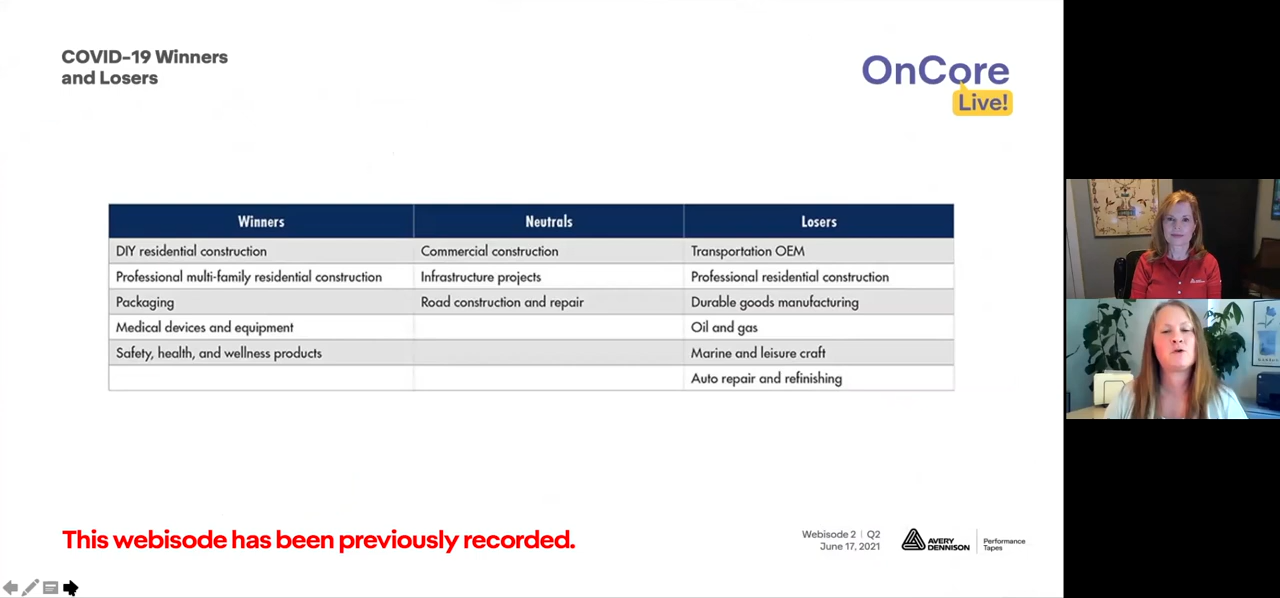 COVID-19 Winners
and Losers
OnCore
Live!
Winners Neutrals Losers
DIY residential construction Commercial construction Transportation OEM
Professional multi-family residential construction Infrastructure projects Professional residential construction
Packaging Road construction and repair Durable goods manufacturing
Medical devices and equipment Oil and gas
Safety, health, and wellness products Marine and leisure craft
Auto repair and refinishing
This webisode has been previously recorded.
Webisode 2 | Q2
June 17, 2021
AVERY
DENNISON
Performance
Tapes